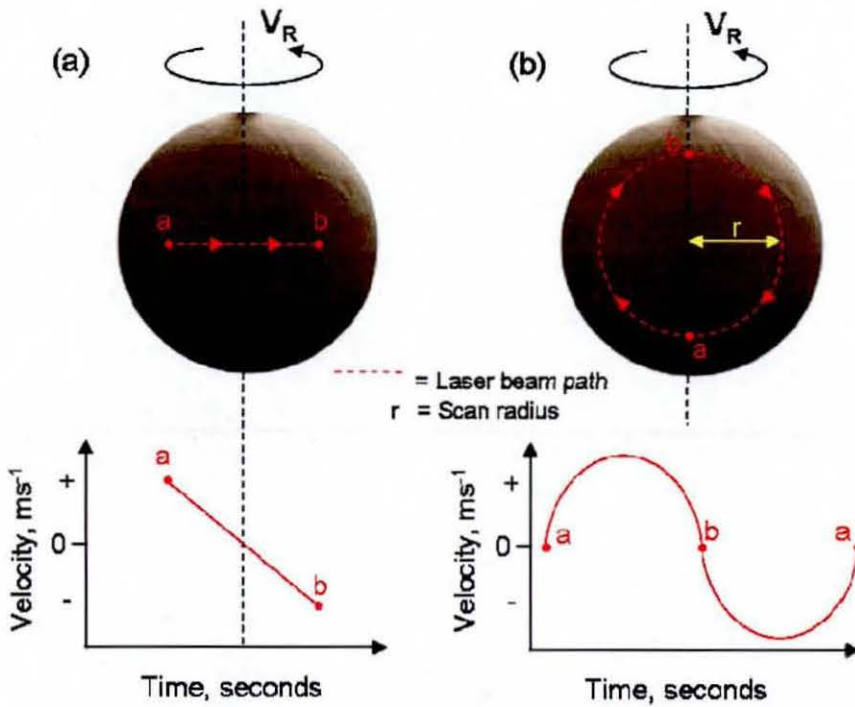 (a)
V_R
a
b
(b)
V_R
b
r
a
= Laser beam path
r = Scan radius
Velocity, ms⁻¹
+
0
-
a
b
Time, seconds
Velocity, ms⁻¹
+
0
-
a
b
a
Time, seconds